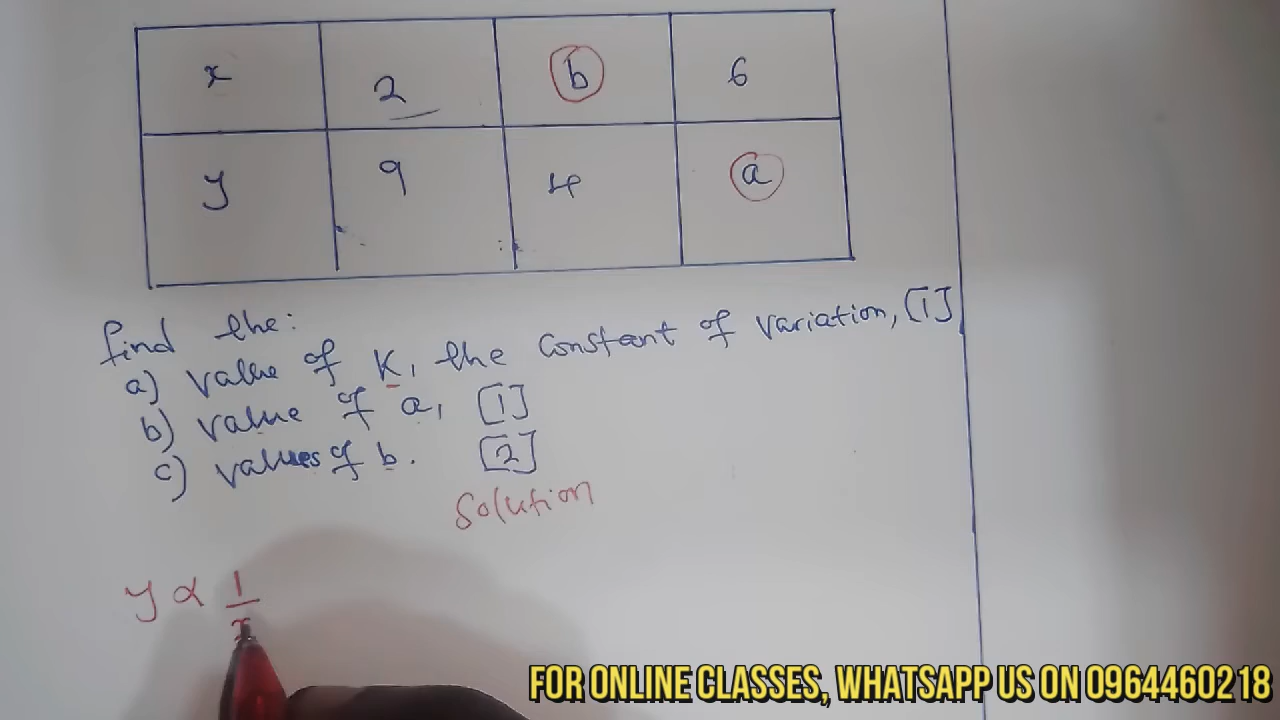 x 2 b 6
y 9 4 a
find the:
a) value of K, the constant of variation, [1]
b) value of a, [1]
c) values of b. [2]
Solution
y ∝ 1/x
FOR ONLINE CLASSES, WHATSAPP US ON 0964460218